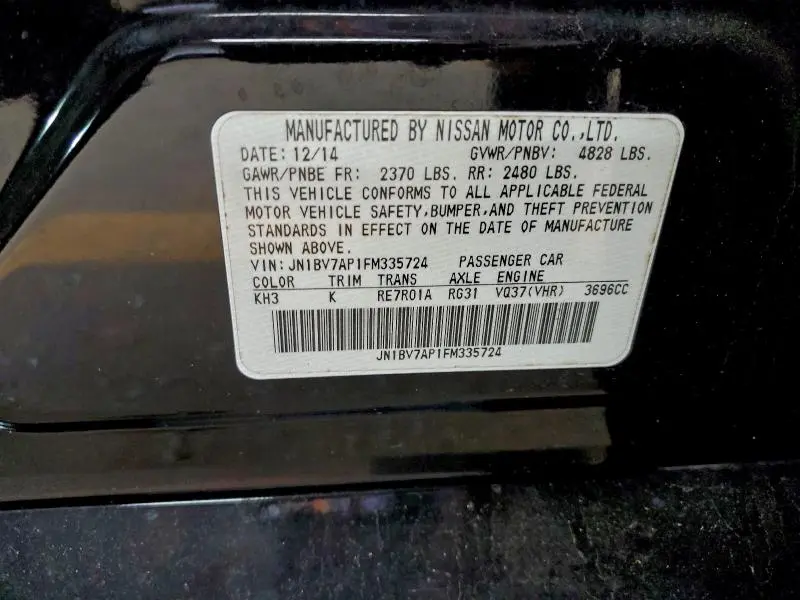 MANUFACTURED BY NISSAN MOTOR CO.,LTD.
DATE: 12/14 GVWR/PNBV: 4828 LBS.
GAWR/PNBE FR: 2370 LBS. RR: 2480 LBS.
THIS VEHICLE CONFORMS TO ALL APPLICABLE FEDERAL
MOTOR VEHICLE SAFETY,BUMPER,AND THEFT PREVENTION
STANDARDS IN EFFECT ON THE DATE OF MANUFACTURE
SHOWN ABOVE.
VIN: JN1BV7AP1FM335724 PASSENGER CAR
COLOR TRIM TRANS AXLE ENGINE
KH3 K RE7R01A RG31 VQ37(VHR) 3696CC
JN1BV7AP1FM335724